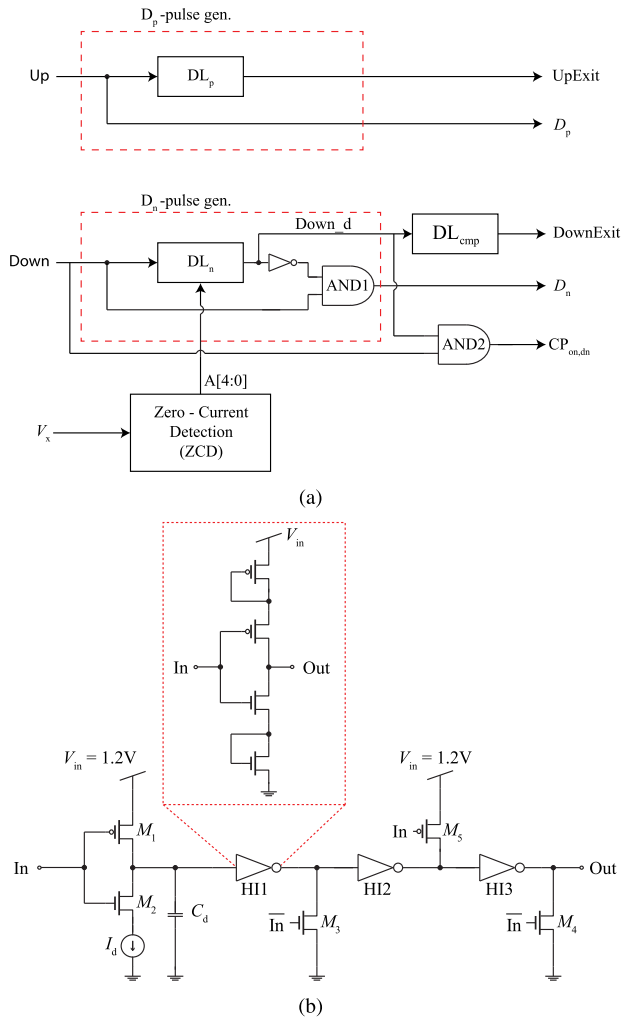 Dp-pulse gen.
Up
DLp
UpExit
Dp
Dn-pulse gen.
Down_d
Down
DLn
DLcmp
DownExit
AND1
Dn
AND2
CPon,dn
A[4:0]
Zero - Current
Detection
(ZCD)
Vx
(a)
Vin
In
Out
Vin = 1.2V
Vin = 1.2V
M1
In
M5
In
HI1
HI2
HI3
Out
M2
Cd
Id
In
M3
In
M4
(b)